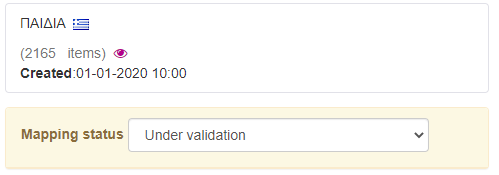 ΠΑΙΔΙΑ
(2165 items)
Created:01-01-2020 10:00
Mapping status Under validation